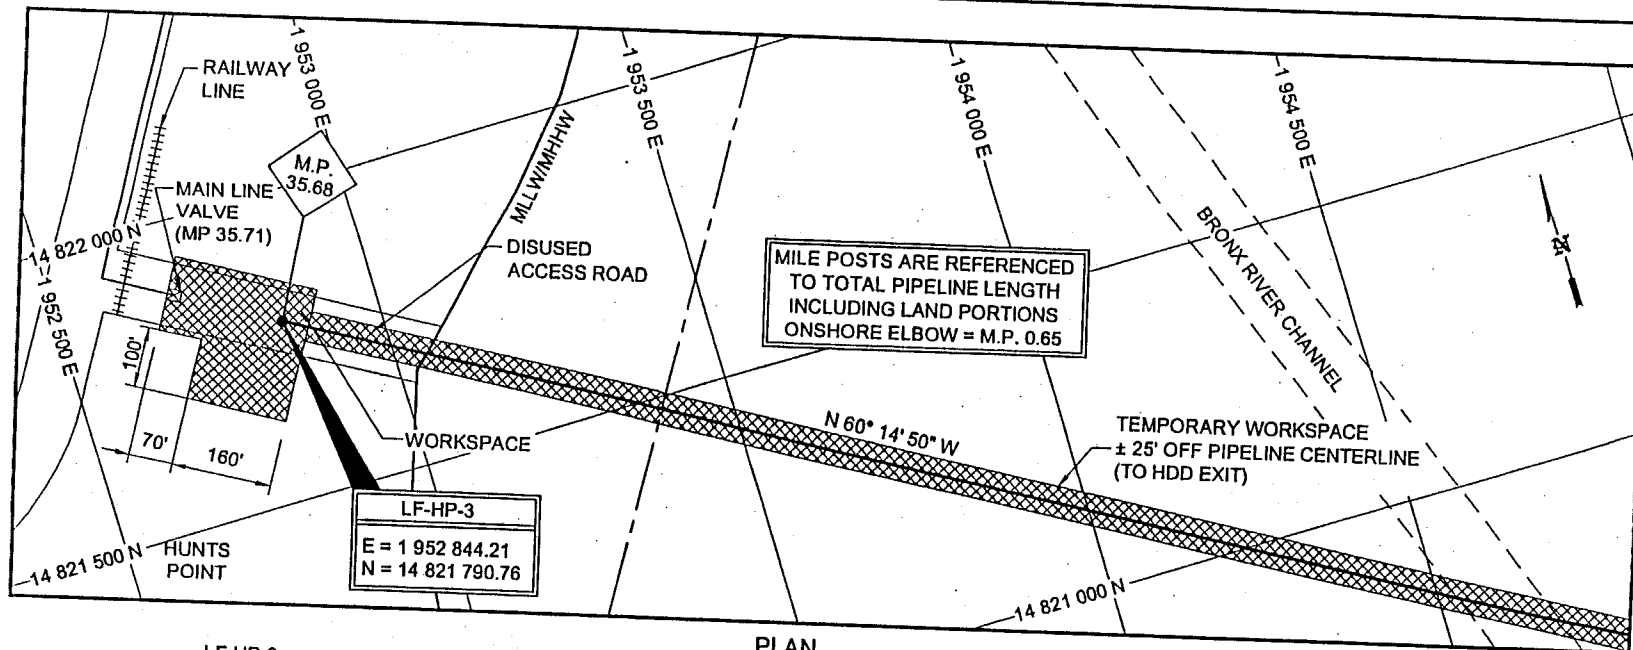 RAILWAY
LINE
1 953 000 E
1 953 500 E
1 954 000 E
1 954 500 E
M.P.
35.68
MLLW/MHHW
MAIN LINE
VALVE
(MP 35.71)
14 822 000 N
1 952 500 E
DISUSED
ACCESS ROAD
MILE POSTS ARE REFERENCED
TO TOTAL PIPELINE LENGTH
INCLUDING LAND PORTIONS
ONSHORE ELBOW = M.P. 0.65
BRONX RIVER CHANNEL
N
100'
70'
160'
WORKSPACE
N 60° 14' 50" W
TEMPORARY WORKSPACE
± 25' OFF PIPELINE CENTERLINE
(TO HDD EXIT)
LF-HP-3
E = 1 952 844.21
N = 14 821 790.76
HUNTS
POINT
14 821 500 N
14 821 000 N
PLAN